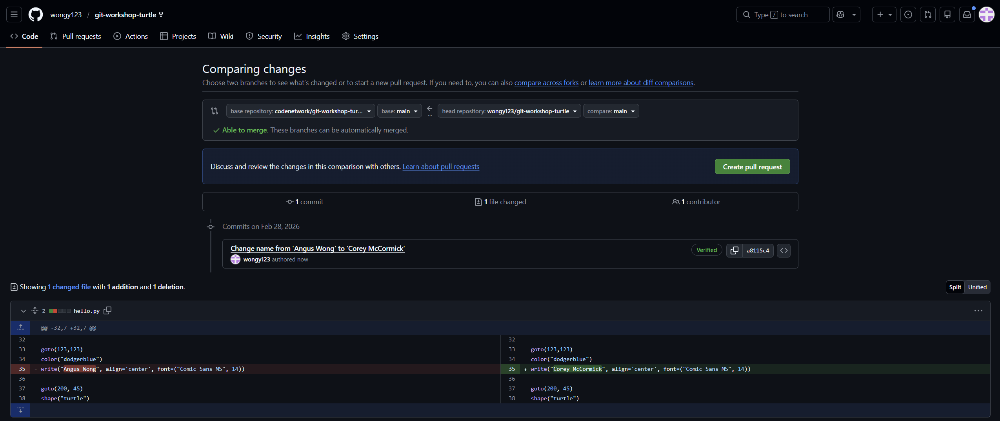 wongy123 / git-workshop-turtle
Type / to search
Code Pull requests Actions Projects Wiki Security Insights Settings
Comparing changes
Choose two branches to see what's changed or to start a new pull request. If you need to, you can also compare across forks or learn more about diff comparisons.
base repository: codenetwork/git-workshop-tur... base: main ← ... head repository: wongy123/git-workshop-turtle compare: main
Able to merge. These branches can be automatically merged.
Discuss and review the changes in this comparison with others. Learn about pull requests
Create pull request
1 commit 1 file changed 1 contributor
Commits on Feb 28, 2026
Change name from 'Angus Wong' to 'Corey McCormick'
wongy123 authored now
Verified a8115c4
Showing 1 changed file with 1 addition and 1 deletion.
Split Unified
2 hello.py
@@ -32,7 +32,7 @@
32
33 goto(123,123)
34 color("dodgerblue")
35 - write("Angus Wong", align='center', font=("Comic Sans MS", 14))
36
37 goto(200, 45)
38 shape("turtle")
32
33 goto(123,123)
34 color("dodgerblue")
35 + write("Corey McCormick", align='center', font=("Comic Sans MS", 14))
36
37 goto(200, 45)
38 shape("turtle")